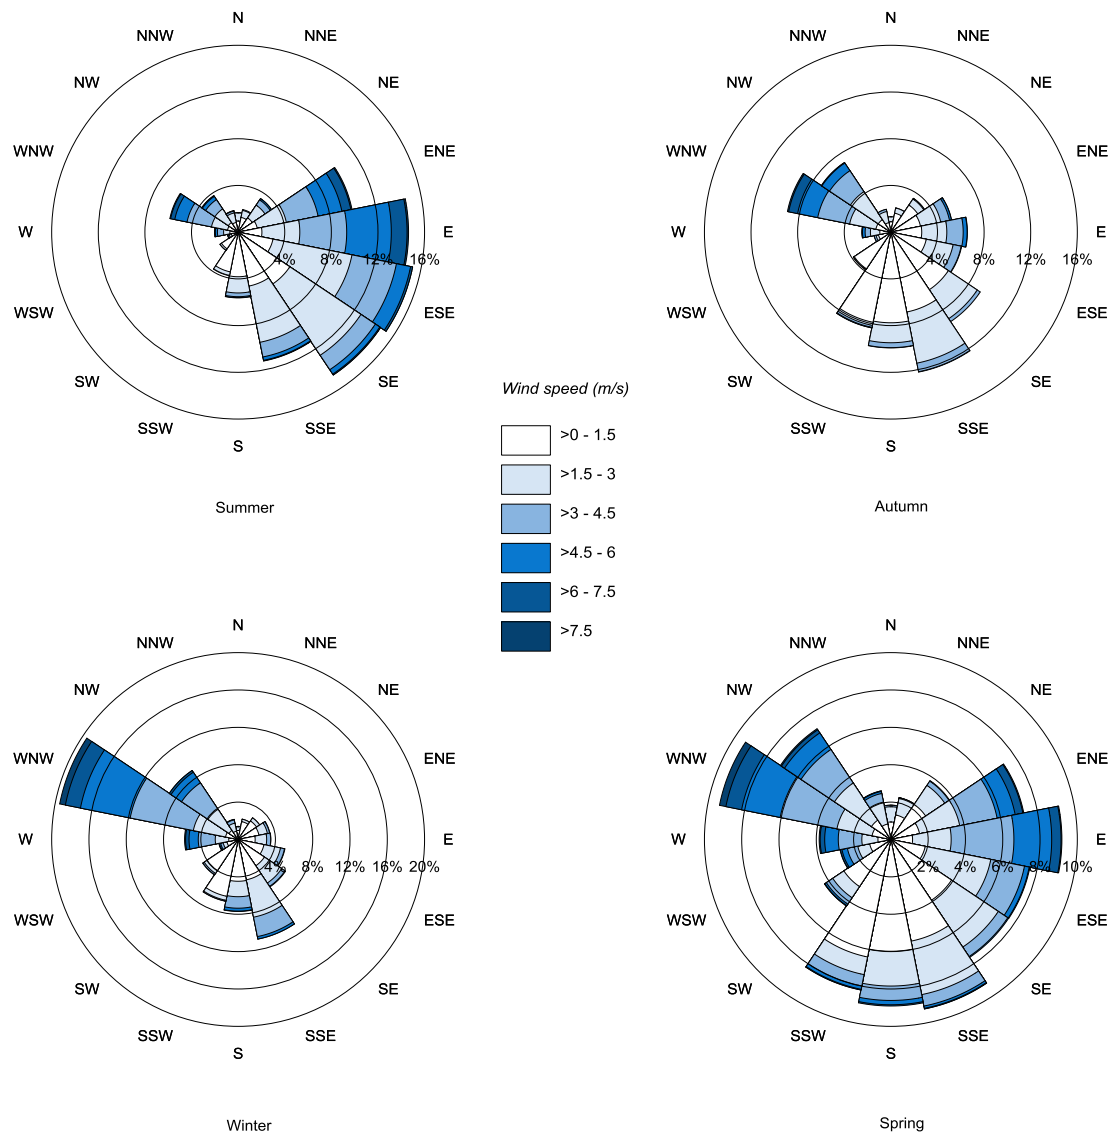 N
NNW
NNE
NW
NE
WNW
ENE
W
E
4%
8%
12%
16%
WSW
ESE
SW
SE
SSW
SSE
S
Summer
N
NNW
NNE
NW
NE
WNW
ENE
W
E
4%
8%
12%
16%
WSW
ESE
SW
SE
SSW
SSE
S
Autumn
Wind speed (m/s)
>0 - 1.5
>1.5 - 3
>3 - 4.5
>4.5 - 6
>6 - 7.5
>7.5
N
NNW
NNE
NW
NE
WNW
ENE
W
E
4%
8%
12%
16%
20%
WSW
ESE
SW
SE
SSW
SSE
S
Winter
N
NNW
NNE
NW
NE
WNW
ENE
W
E
2%
4%
6%
8%
10%
WSW
ESE
SW
SE
SSW
SSE
S
Spring